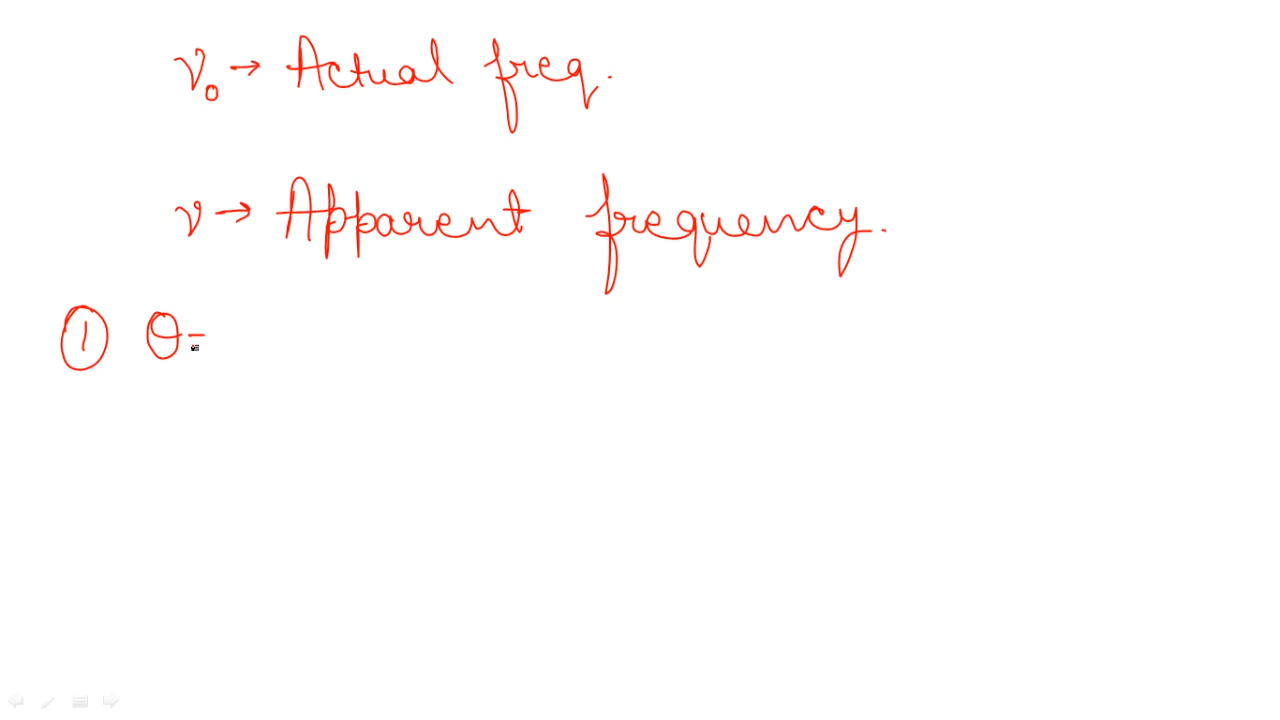 ν₀ → Actual freq.
ν → Apparent frequency.
① θ-